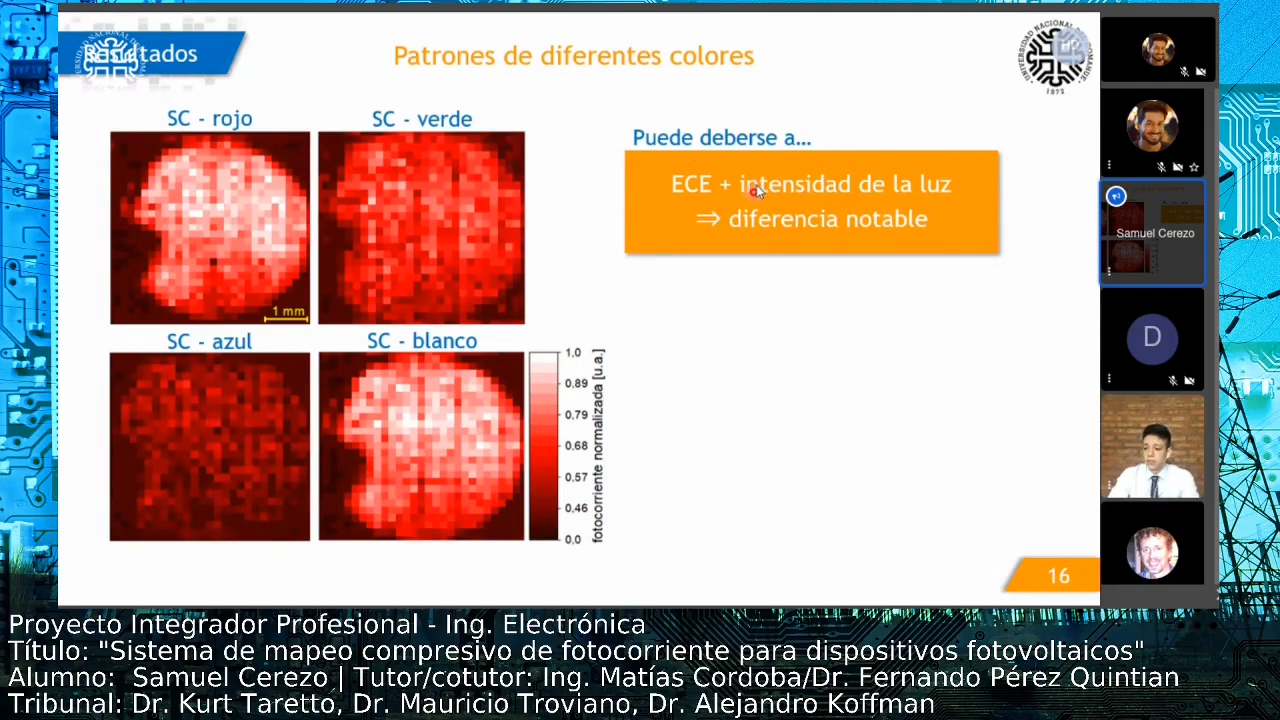 Resultados
Patrones de diferentes colores
1972
SC - rojo
SC - verde
Puede deberse a...
ECE + intensidad de la luz
⇒ diferencia notable
1 mm
SC - azul
SC - blanco
1,0
0,89
0,79
0,68
0,57
0,46
0,0
fotocorriente normalizada [u.a.]
16
Samuel Cerezo
D
Proyecto Integrador Profesional - Ing. Electrónica
Título: "Sistema de mapeo compresivo de fotocorriente para dispositivos fotovoltaicos"
Alumno:  Samuel Cerezo | Tutor/cotutor: Ing. Matías Cordoba/Dr. Fernando Pérez Quintian
Tribunal: Dr. Kurt Taretto, Dr. Mauricio Troviano, Dr. Alejandro Koffman